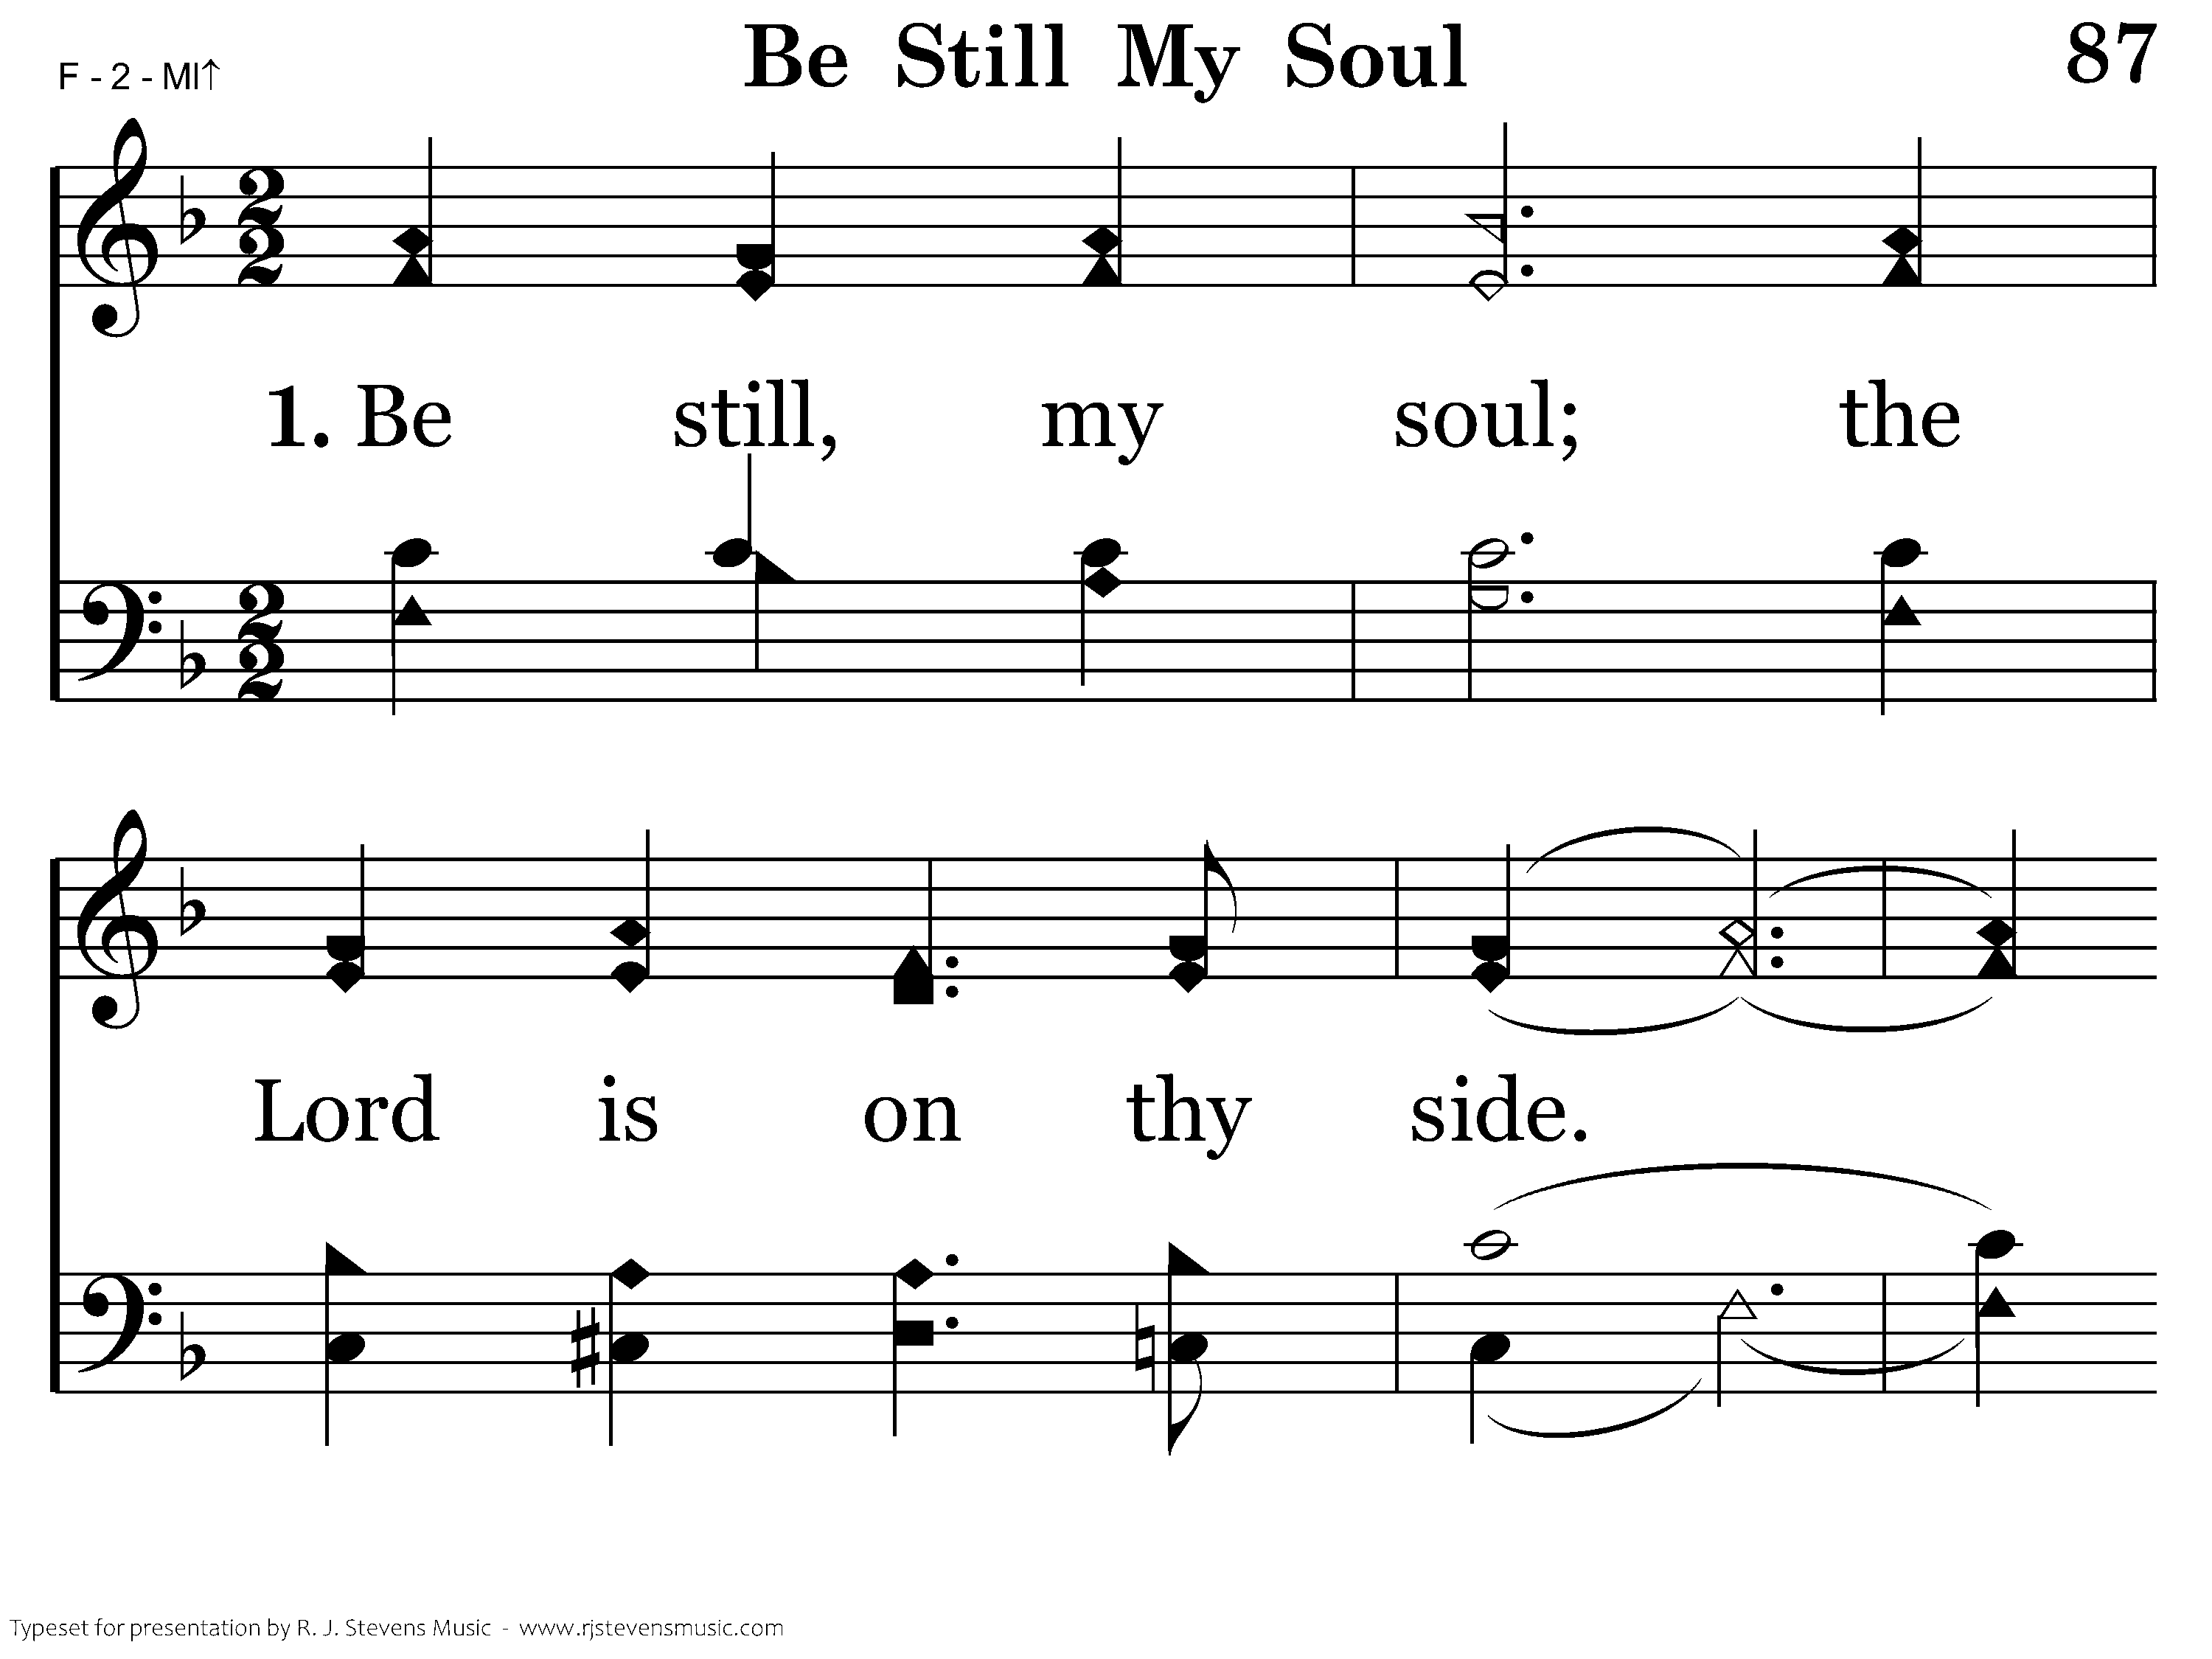 Be Still My Soul
87
F - 2 - MI↑
1. Be still, my soul; the
Lord is on thy side.
Typeset for presentation by R. J. Stevens Music - www.rjstevensmusic.com